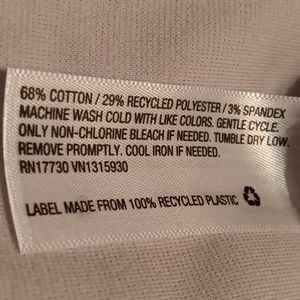 68% COTTON / 29% RECYCLED POLYESTER / 3% SPANDEX
MACHINE WASH COLD WITH LIKE COLORS. GENTLE CYCLE.
ONLY NON-CHLORINE BLEACH IF NEEDED. TUMBLE DRY LOW.
REMOVE PROMPTLY. COOL IRON IF NEEDED.
RN17730 VN1315930
LABEL MADE FROM 100% RECYCLED PLASTIC